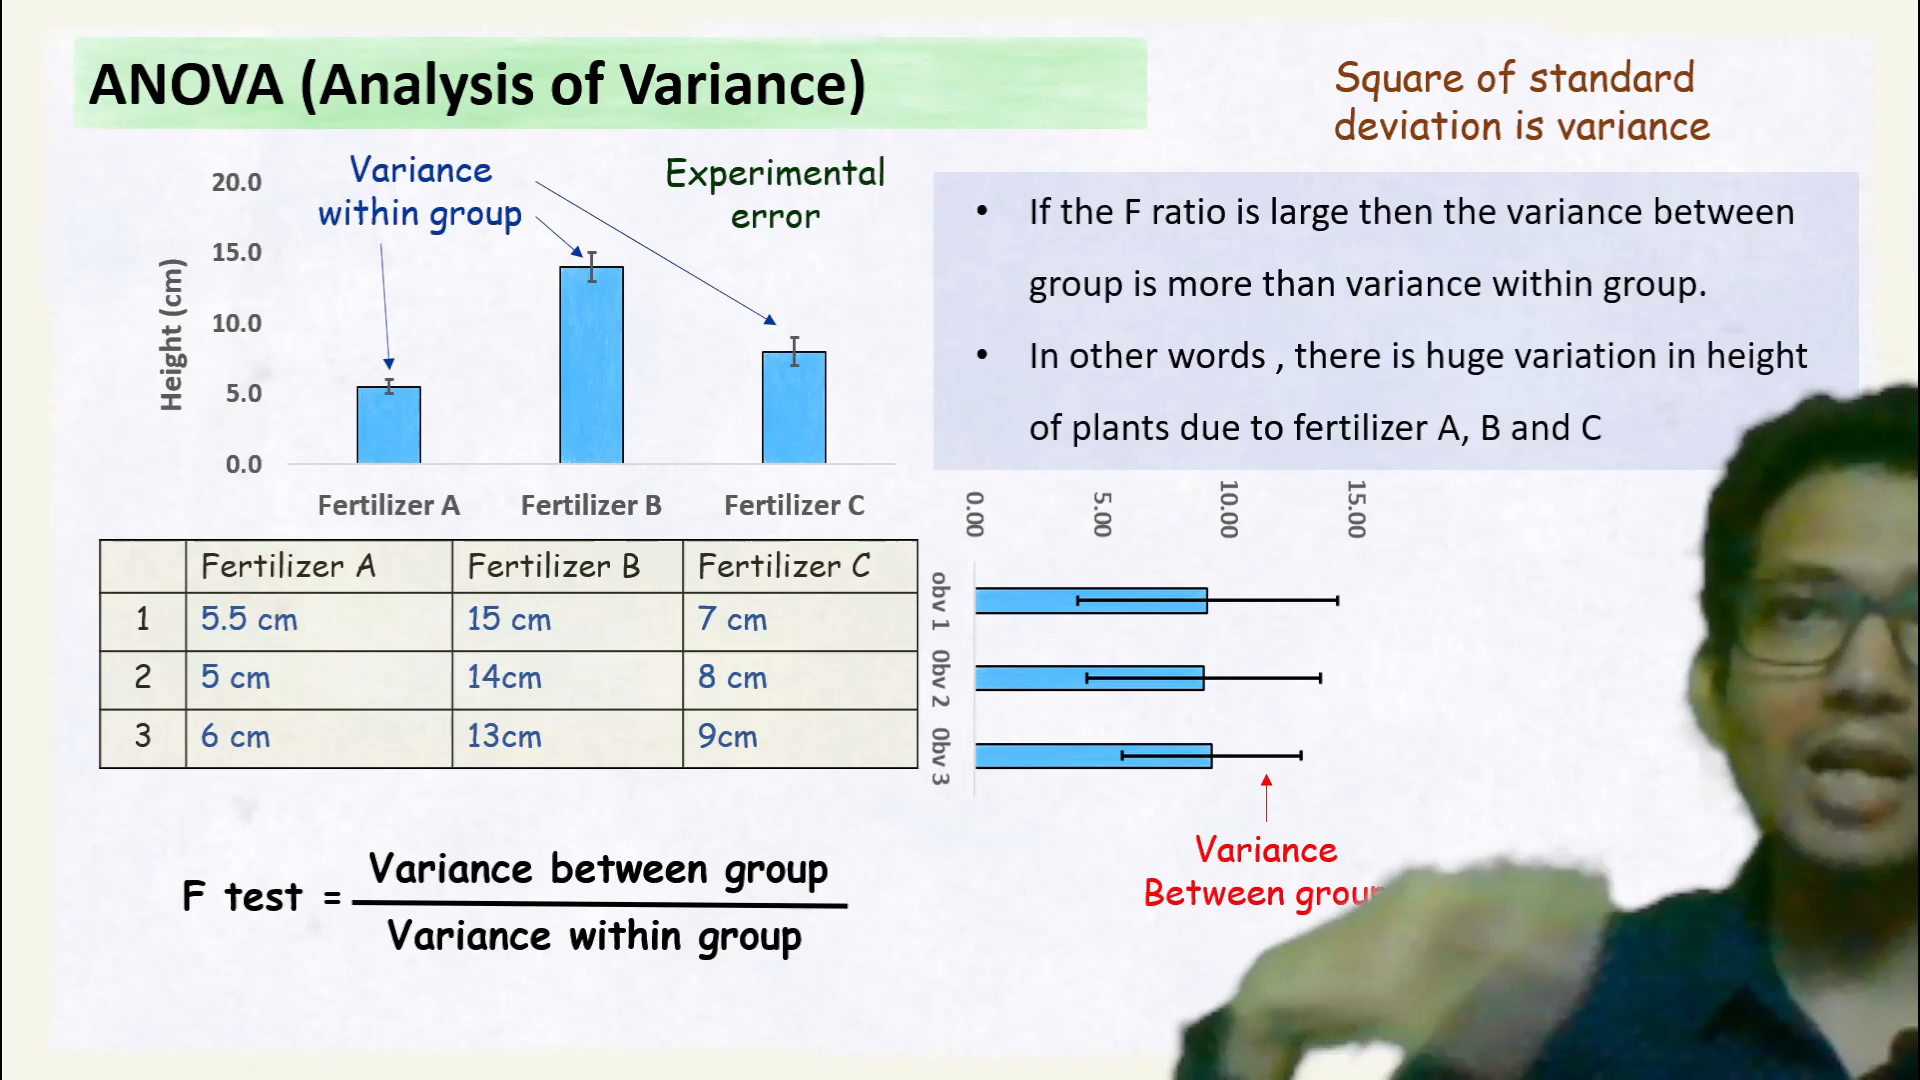 ANOVA (Analysis of Variance)
Square of standard
deviation is variance
Variance
within group
Experimental
error
20.0
15.0
10.0
5.0
0.0
Height (cm)
Fertilizer A
Fertilizer B
Fertilizer C
• If the F ratio is large then the variance between
group is more than variance within group.
• In other words , there is huge variation in height
of plants due to fertilizer A, B and C
Fertilizer A Fertilizer B Fertilizer C
1 5.5 cm 15 cm 7 cm
2 5 cm 14cm 8 cm
3 6 cm 13cm 9cm
0.00
5.00
10.00
15.00
obv 1
0bv 2
0bv 3
Variance
Between
F test =
Variance between group
Variance within group